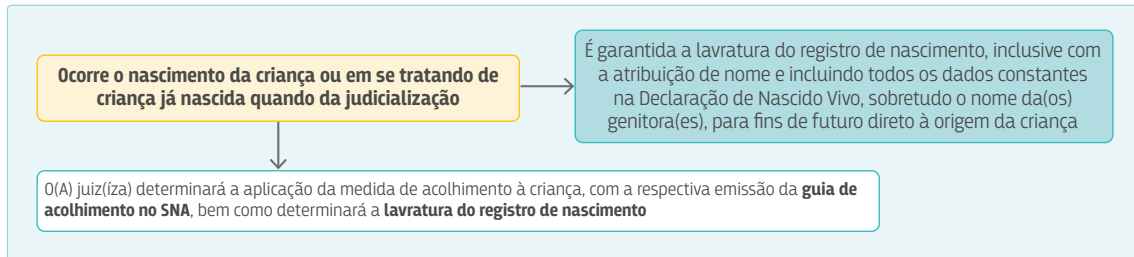 Ocorre o nascimento da criança ou em se tratando de
criança já nascida quando da judicialização
É garantida a lavratura do registro de nascimento, inclusive com
a atribuição de nome e incluindo todos os dados constantes
na Declaração de Nascido Vivo, sobretudo o nome da(os)
genitora(es), para fins de futuro direto à origem da criança
O(A) juiz(íza) determinará a aplicação da medida de acolhimento à criança, com a respectiva emissão da guia de
acolhimento no SNA, bem como determinará a lavratura do registro de nascimento